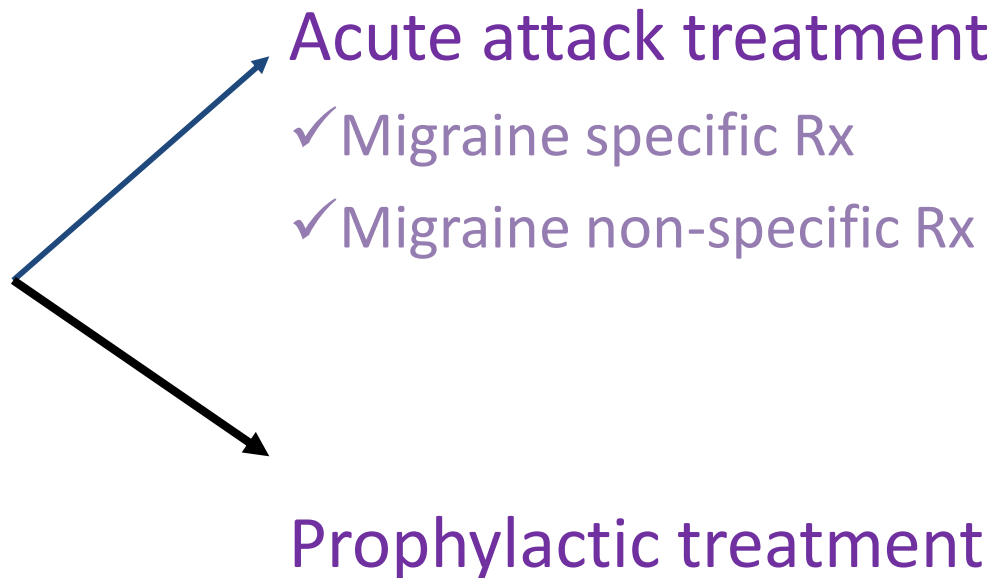 Acute attack treatment
✓Migraine specific Rx
✓Migraine non-specific Rx
Prophylactic treatment